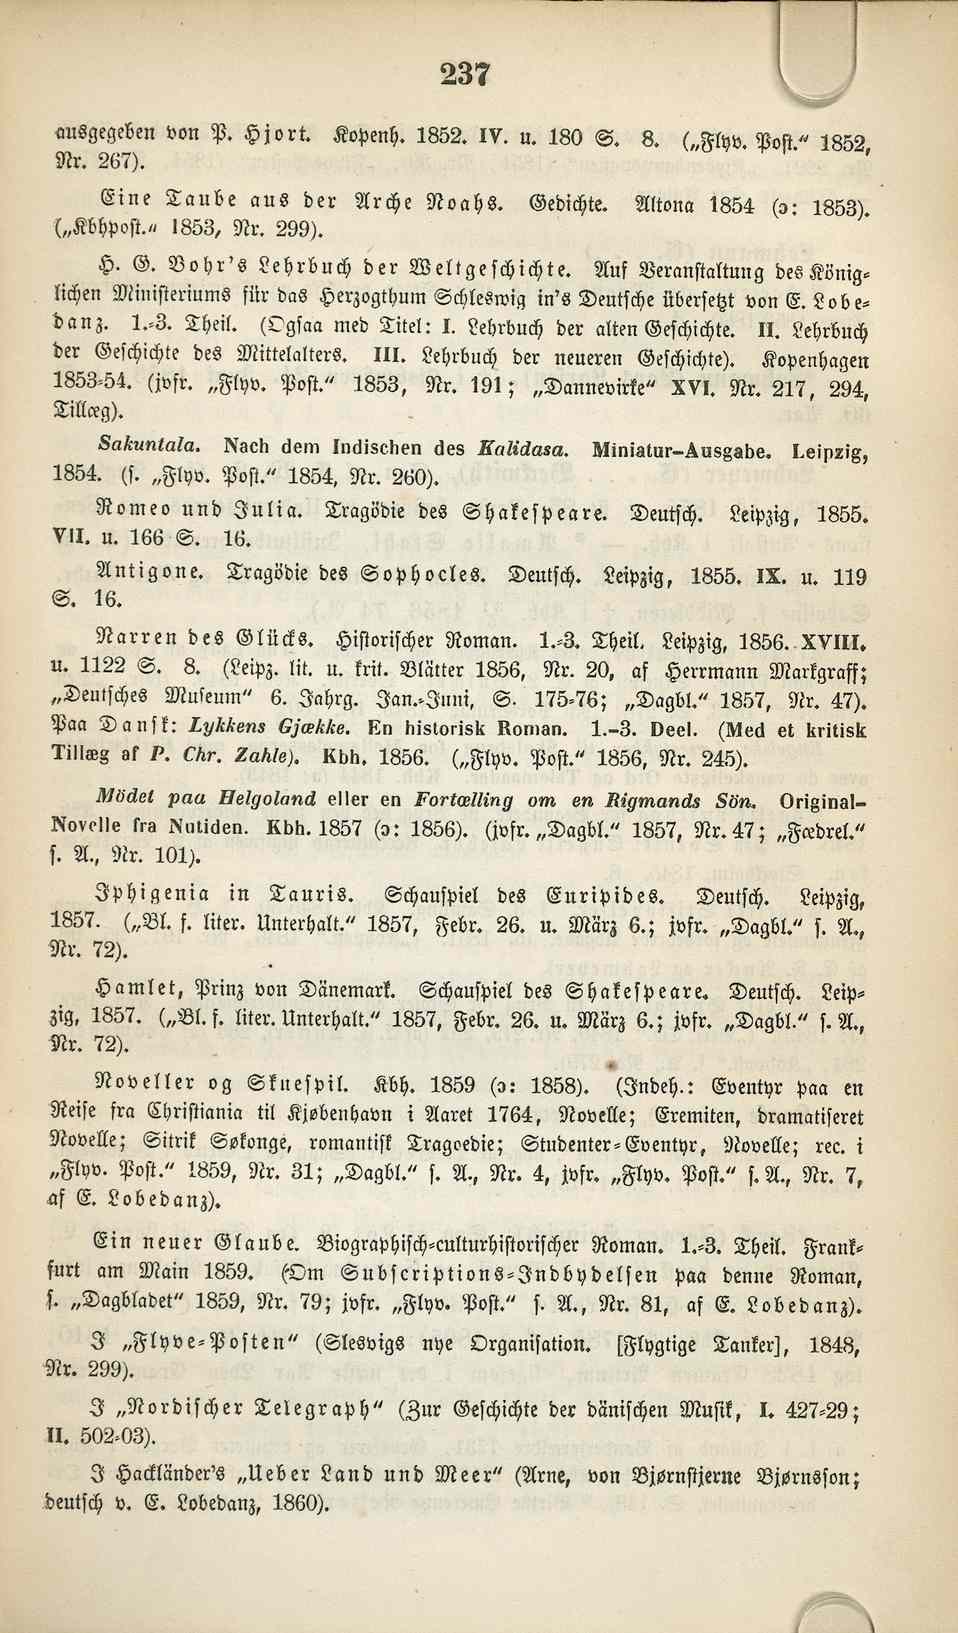 237
ausgegeben von P. Hjort. Kopenh. 1852. IV. u. 180 S. 8. („Flyv. Post.“ 1852,
Nr. 267).
Eine Taube aus der Arche Noahs. Gedichte. Altona 1854 (ɔ: 1853).
(„Kbhpost.“ 1853, Nr. 299).
H. G. Bohr's Lehrbuch der Weltgeschichte. Auf Veranstaltung des König-
lichen Ministeriums für das Herzogthum Schleswig in's Deutsche übersetzt von E. Lobe-
danz. 1.-3. Theil. (Ogsaa med Titel: I. Lehrbuch der alten Geschichte. II. Lehrbuch
der Geschichte des Mittelalters. III. Lehrbuch der neueren Geschichte). Kopenhagen
1853-54. (jvfr. „Flyv. Post.“ 1853, Nr. 191; „Dannevirke“ XVI. Nr. 217, 294,
Tillæg).
Sakuntala. Nach dem Indischen des Kalidasa. Miniatur-Ausgabe. Leipzig,
1854. (s. „Flyv. Post.“ 1854, Nr. 260).
Romeo und Julia. Tragödie des Shakespeare. Deutsch. Leipzig, 1855.
VII. u. 166 S. 16.
Antigone. Tragödie des Sophocles. Deutsch. Leipzig, 1855. IX. u. 119
S. 16.
Narren des Glücks. Historischer Roman. 1.-3. Theil. Leipzig, 1856. XVIII.
u. 1122 S. 8. (Leipz. lit. u. krit. Blätter 1856, Nr. 20, af Herrmann Markgraff;
„Deutsches Museum“ 6. Jahrg. Jan.-Juni, S. 175-76; „Dagbl.“ 1857, Nr. 47).
Paa Dansk: Lykkens Gjække. En historisk Roman. 1.-3. Deel. (Med et kritisk
Tillæg af P. Chr. Zahle). Kbh. 1856. („Flyv. Post.“ 1856, Nr. 245).
Mödet paa Helgoland eller en Fortælling om en Rigmands Sön. Original-
Novelle fra Nutiden. Kbh. 1857 (ɔ: 1856). (jvfr. „Dagbl.“ 1857, Nr. 47; „Fædrel.“
s. A., Nr. 101).
Iphigenia in Tauris. Schauspiel des Euripides. Deutsch. Leipzig,
1857. („Bl. f. liter. Unterhalt.“ 1857, Febr. 26. u. März 6.; jvfr. „Dagbl.“ s. A.,
Nr. 72).
Hamlet, Prinz von Dänemark. Schauspiel des Shakespeare. Deutsch. Leip-
zig, 1857. („Bl. f. liter. Unterhalt.“ 1857, Febr. 26. u. März 6.; jvfr. „Dagbl.“ s. A.,
Nr. 72).
Noveller og Skuespil. Kbh. 1859 (ɔ: 1858). (Indeh.: Eventyr paa en
Reise fra Christiania til Kjøbenhavn i Aaret 1764, Novelle; Eremiten, dramatiseret
Novelle; Sitrik Søkonge, romantisk Tragoedie; Studenter-Eventyr, Novelle; rec. i
„Flyv. Post.“ 1859, Nr. 31; „Dagbl.“ s. A., Nr. 4, jvfr. „Flyv. Post.“ s. A., Nr. 7,
af E. Lobedanz).
Ein neuer Glaube. Biographisch-culturhistorischer Roman. 1.-3. Theil. Frank-
furt am Main 1859. (Om Subscriptions-Indbydelsen paa denne Roman,
s. „Dagbladet“ 1859, Nr. 79; jvfr. „Flyv. Post.“ s. A., Nr. 81, af E. Lobedanz).
I „Flyve-Posten“ (Slesvigs nye Organisation. [Flygtige Tanker], 1848,
Nr. 299).
I „Nordischer Telegraph“ (Zur Geschichte der dänischen Musik, I. 427-29;
II. 502-03).
I Hackländer's „Ueber Land und Meer“ (Arne, von Bjørnstjerne Bjørnsson;
deutsch v. E. Lobedanz, 1860).